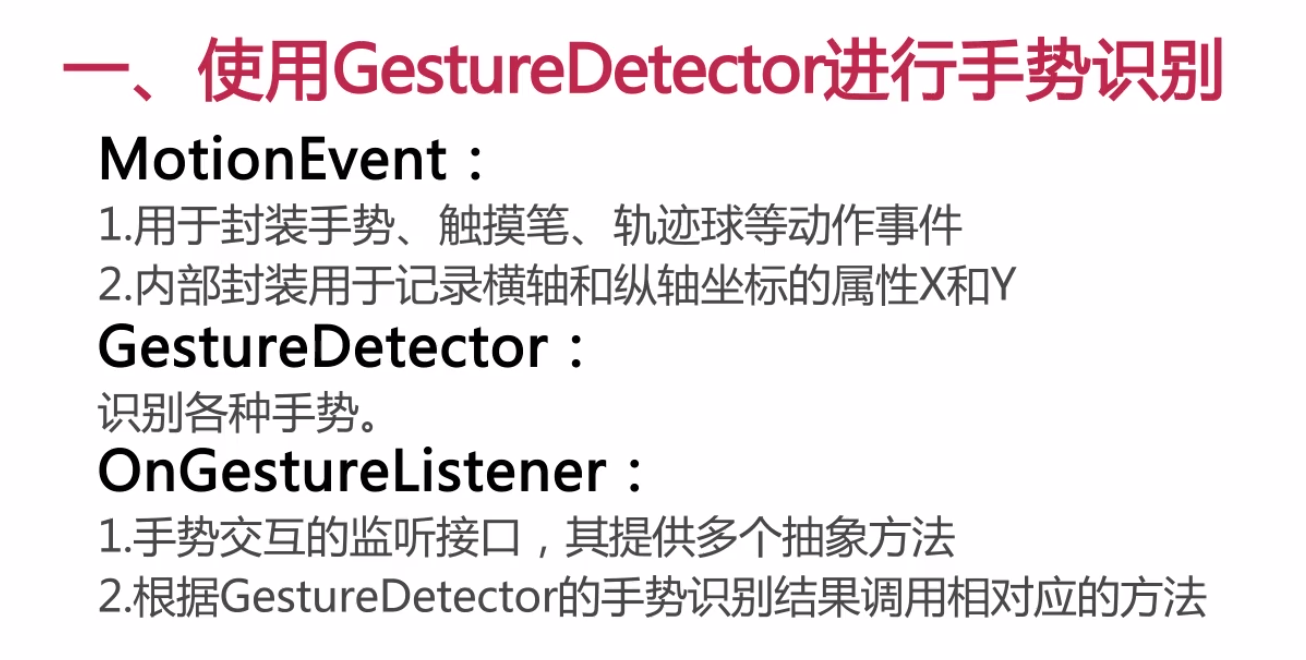 一、使用GestureDetector进行手势识别
MotionEvent：
1.用于封装手势、触摸笔、轨迹球等动作事件
2.内部封装用于记录横轴和纵轴坐标的属性X和Y
GestureDetector：
识别各种手势。
OnGestureListener：
1.手势交互的监听接口，其提供多个抽象方法
2.根据GestureDetector的手势识别结果调用相对应的方法